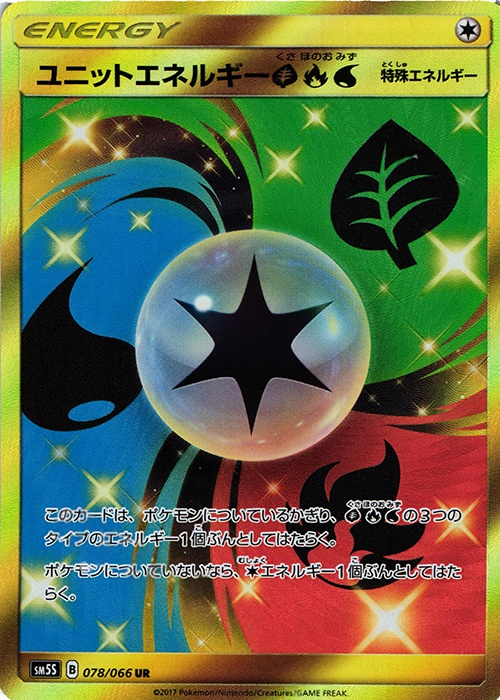 ENERGY
くさ ほのお みず
ユニットエネルギー
とくしゅ
特殊エネルギー
くさ ほのお みず
このカードは、ポケモンについているかぎり、の3つの
こ
タイプのエネルギー1個ぶんとしてはたらく。
むしょく こ
ポケモンについていないなら、エネルギー1個ぶんとしてはた
らく。
SM5S B 078/066 UR
©2017 Pokémon/Nintendo/Creatures/GAME FREAK.